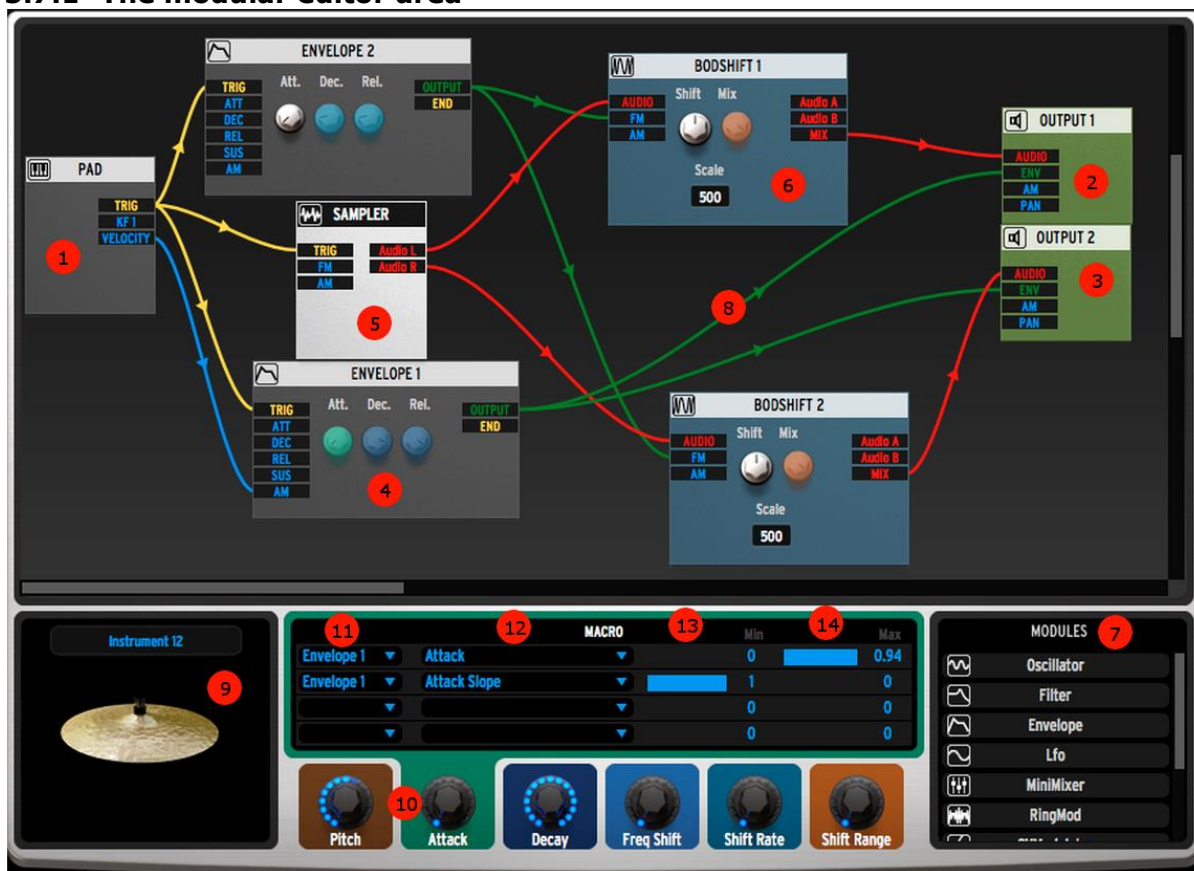 The modular editor area
ENVELOPE 2
TRIG
ATT
DEC
REL
SUS
AM
Att. Dec. Rel.
OUTPUT
END
BODSHIFT 1
AUDIO
FM
AM
Shift Mix
Audio A
Audio B
MIX
Scale
500
6
OUTPUT 1
AUDIO
ENV
AM
PAN
2
PAD
TRIG
KF 1
VELOCITY
1
SAMPLER
TRIG
FM
AM
Audio L
Audio R
5
OUTPUT 2
AUDIO
ENV
AM
PAN
3
8
ENVELOPE 1
TRIG
ATT
DEC
REL
SUS
AM
Att. Dec. Rel.
OUTPUT
END
4
BODSHIFT 2
AUDIO
FM
AM
Shift Mix
Audio A
Audio B
MIX
Scale
500
Instrument 12
9
11 12 MACRO 13 Min 14 Max
Envelope 1 Attack 0 0.94
Envelope 1 Attack Slope 1 0
0 0
0 0
10
Pitch Attack Decay Freq Shift Shift Rate Shift Range
MODULES 7
Oscillator
Filter
Envelope
Lfo
MiniMixer
RingMod